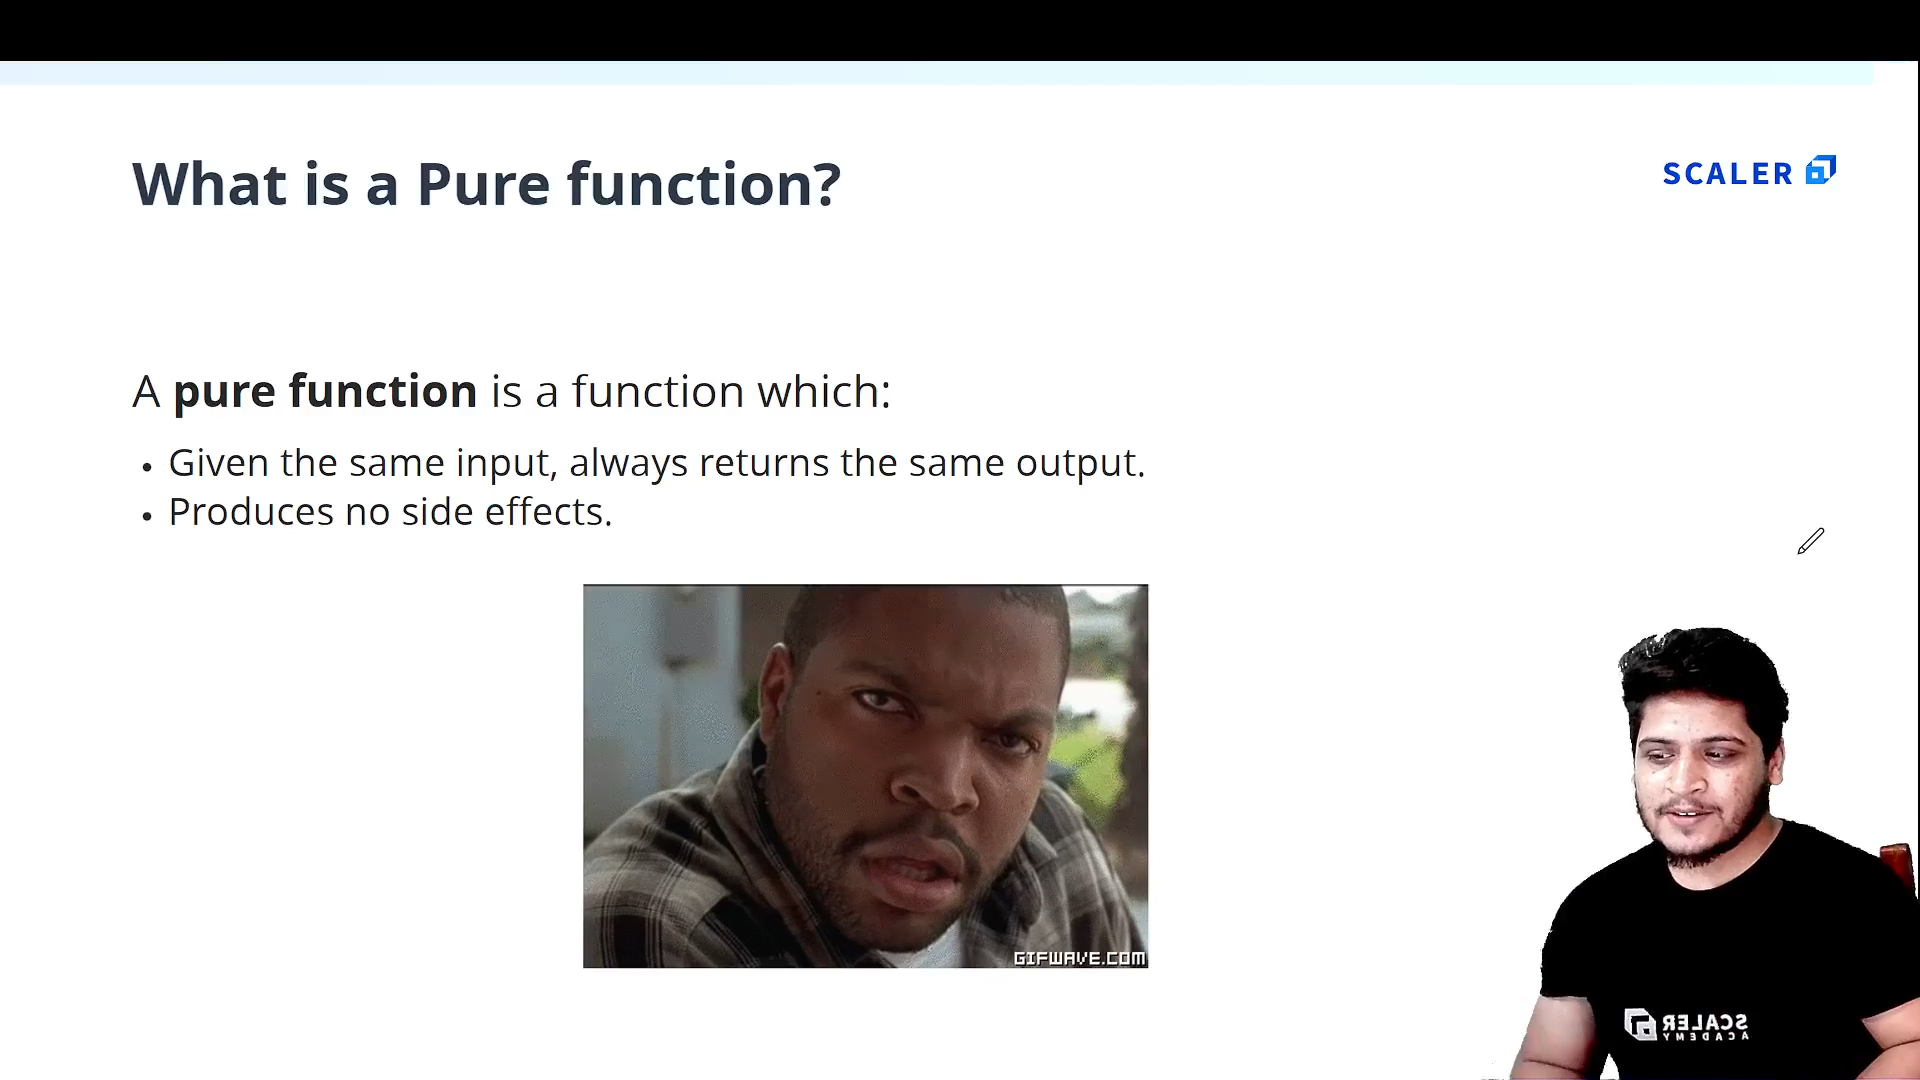 What is a Pure function?
SCALER
A pure function is a function which:
• Given the same input, always returns the same output.
• Produces no side effects.
GIFWAVE.COM
SCALER
ACADEMY